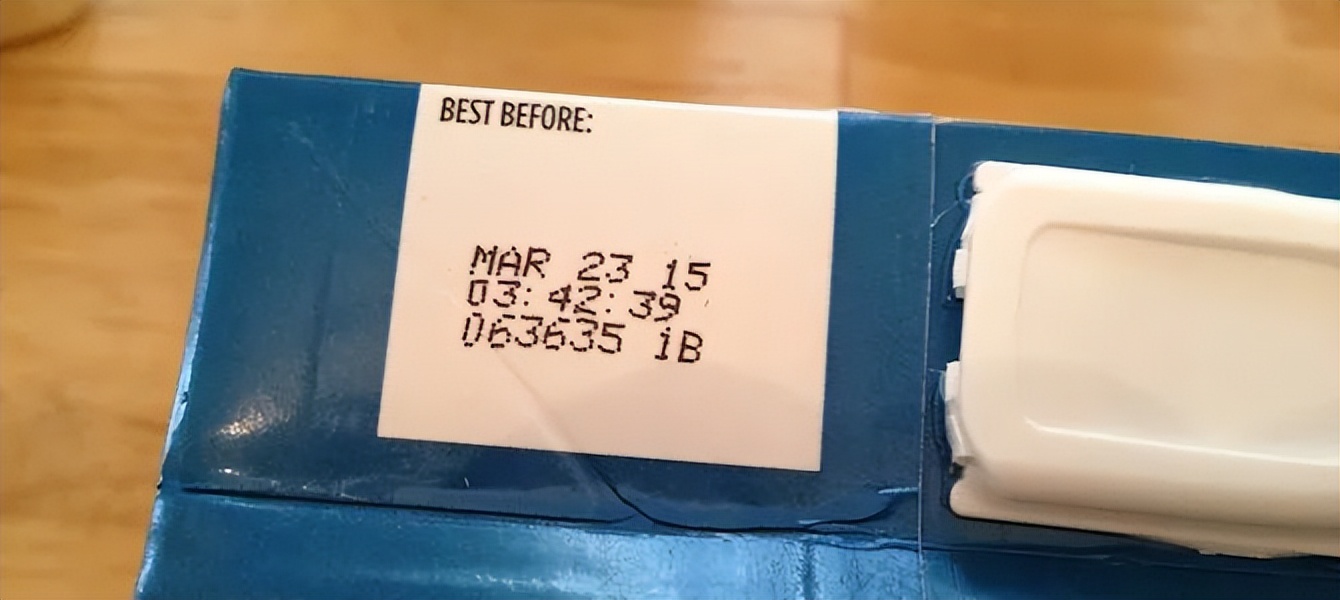 BEST BEFORE:
MAR 23 15
03:42:39
063635 1B